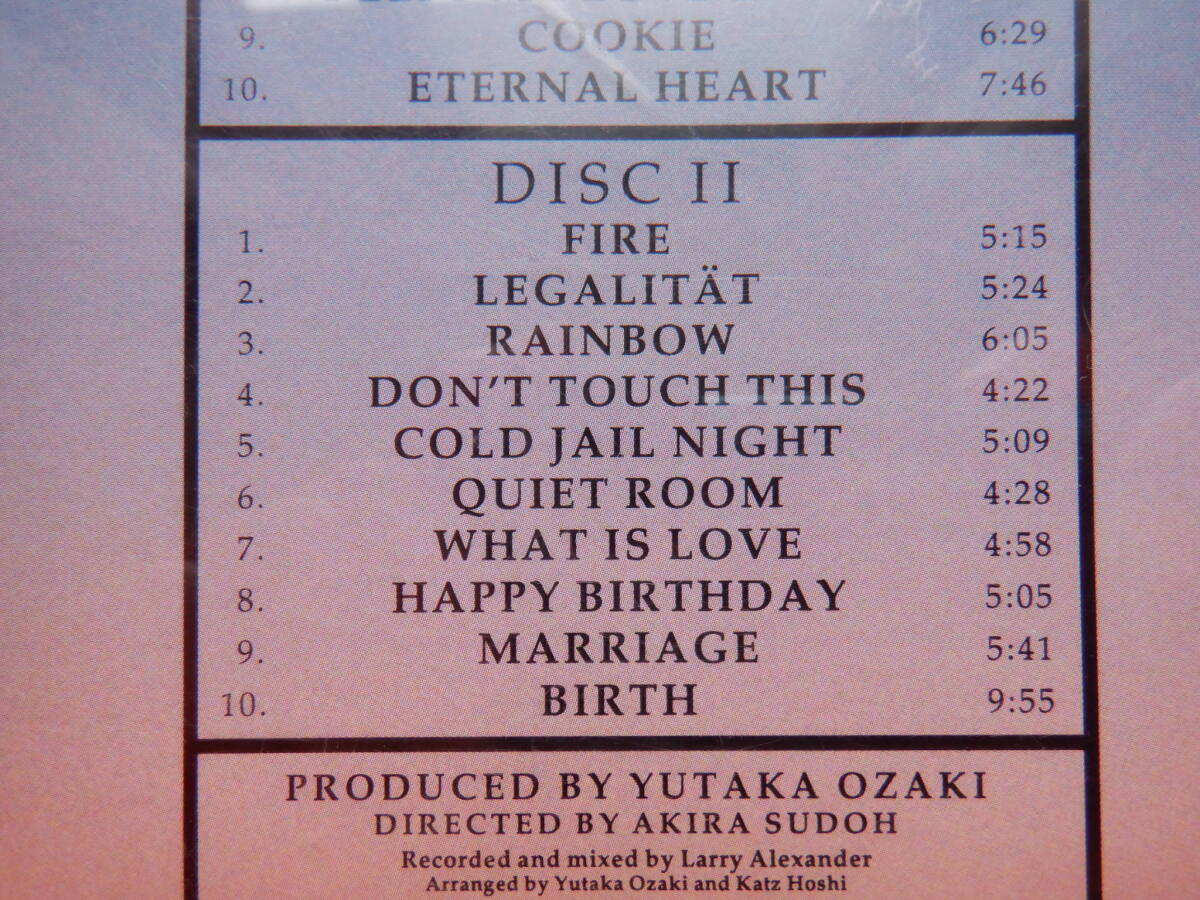 9. COOKIE 6:29
10. ETERNAL HEART 7:46
DISC II
1. FIRE 5:15
2. LEGALITÄT 5:24
3. RAINBOW 6:05
4. DON'T TOUCH THIS 4:22
5. COLD JAIL NIGHT 5:09
6. QUIET ROOM 4:28
7. WHAT IS LOVE 4:58
8. HAPPY BIRTHDAY 5:05
9. MARRIAGE 5:41
10. BIRTH 9:55
PRODUCED BY YUTAKA OZAKI
DIRECTED BY AKIRA SUDOH
Recorded and mixed by Larry Alexander
Arranged by Yutaka Ozaki and Katz Hoshi